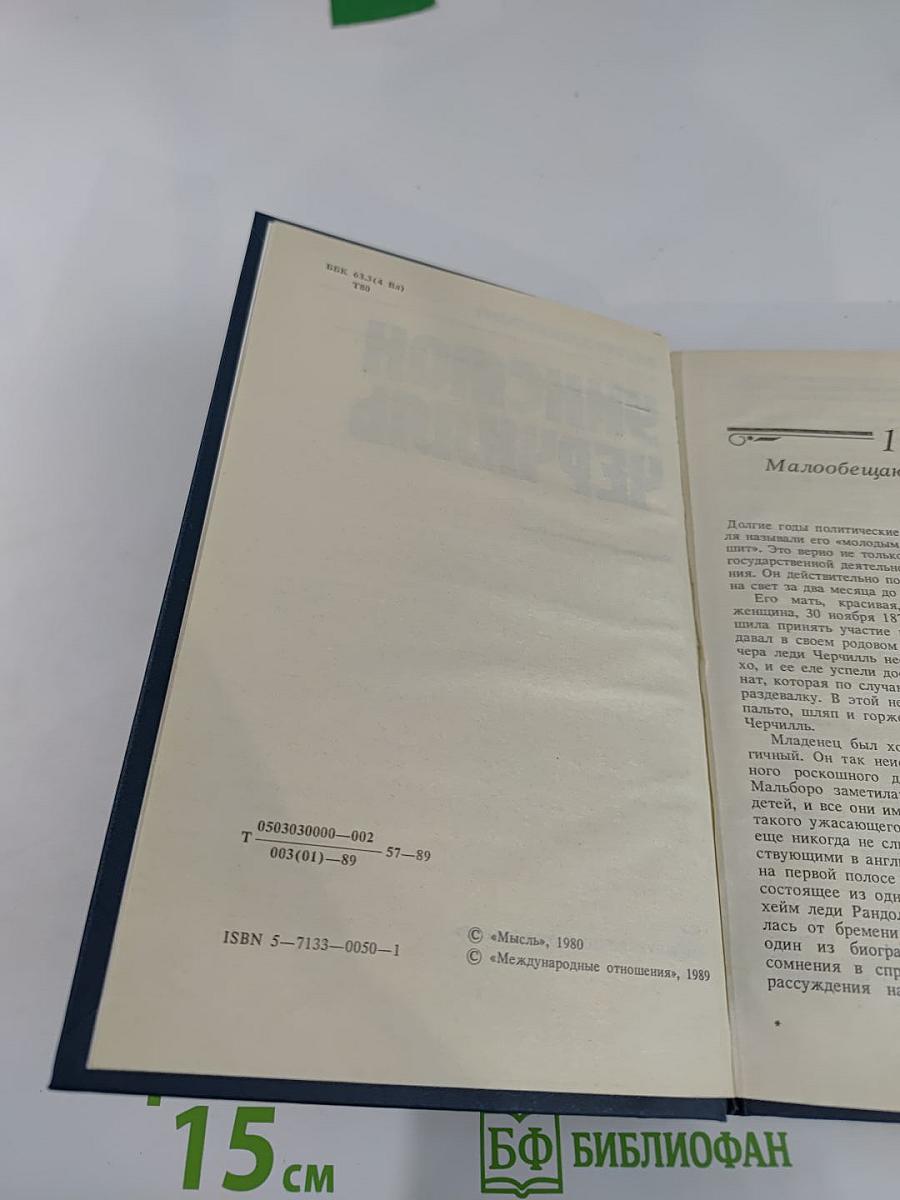 ББК 63.3(4 Вл)
Т80
Т 0503030000—002
003(01)—89
57—89
ISBN 5—7133—0050—1
© «Мысль», 1980
© «Международные отношения», 1989
1
Малообещаю
Долгие годы политические
ля называли его «молодым
шит». Это верно не только
государственной деятельно
ния. Он действительно по
на свет за два месяца до
Его мать, красивая,
женщина, 30 ноября 187
шила принять участие
давал в своем родовом
чера леди Черчилль не
хо, и ее еле успели до
нат, которая по случаю
раздевалку. В этой не
пальто, шляп и горже
Черчилль.
Младенец был хо
гичный. Он так неис
ного роскошного д
Мальборо заметила
детей, и все они им
такого ужасающего
еще никогда не сл
ствующими в англ
на первой полосе
состоящее из одн
хейм леди Рандол
лась от бремени
один из биогра
сомнения в спр
рассуждения на
*
15 см
БФ БИБЛИОФАН